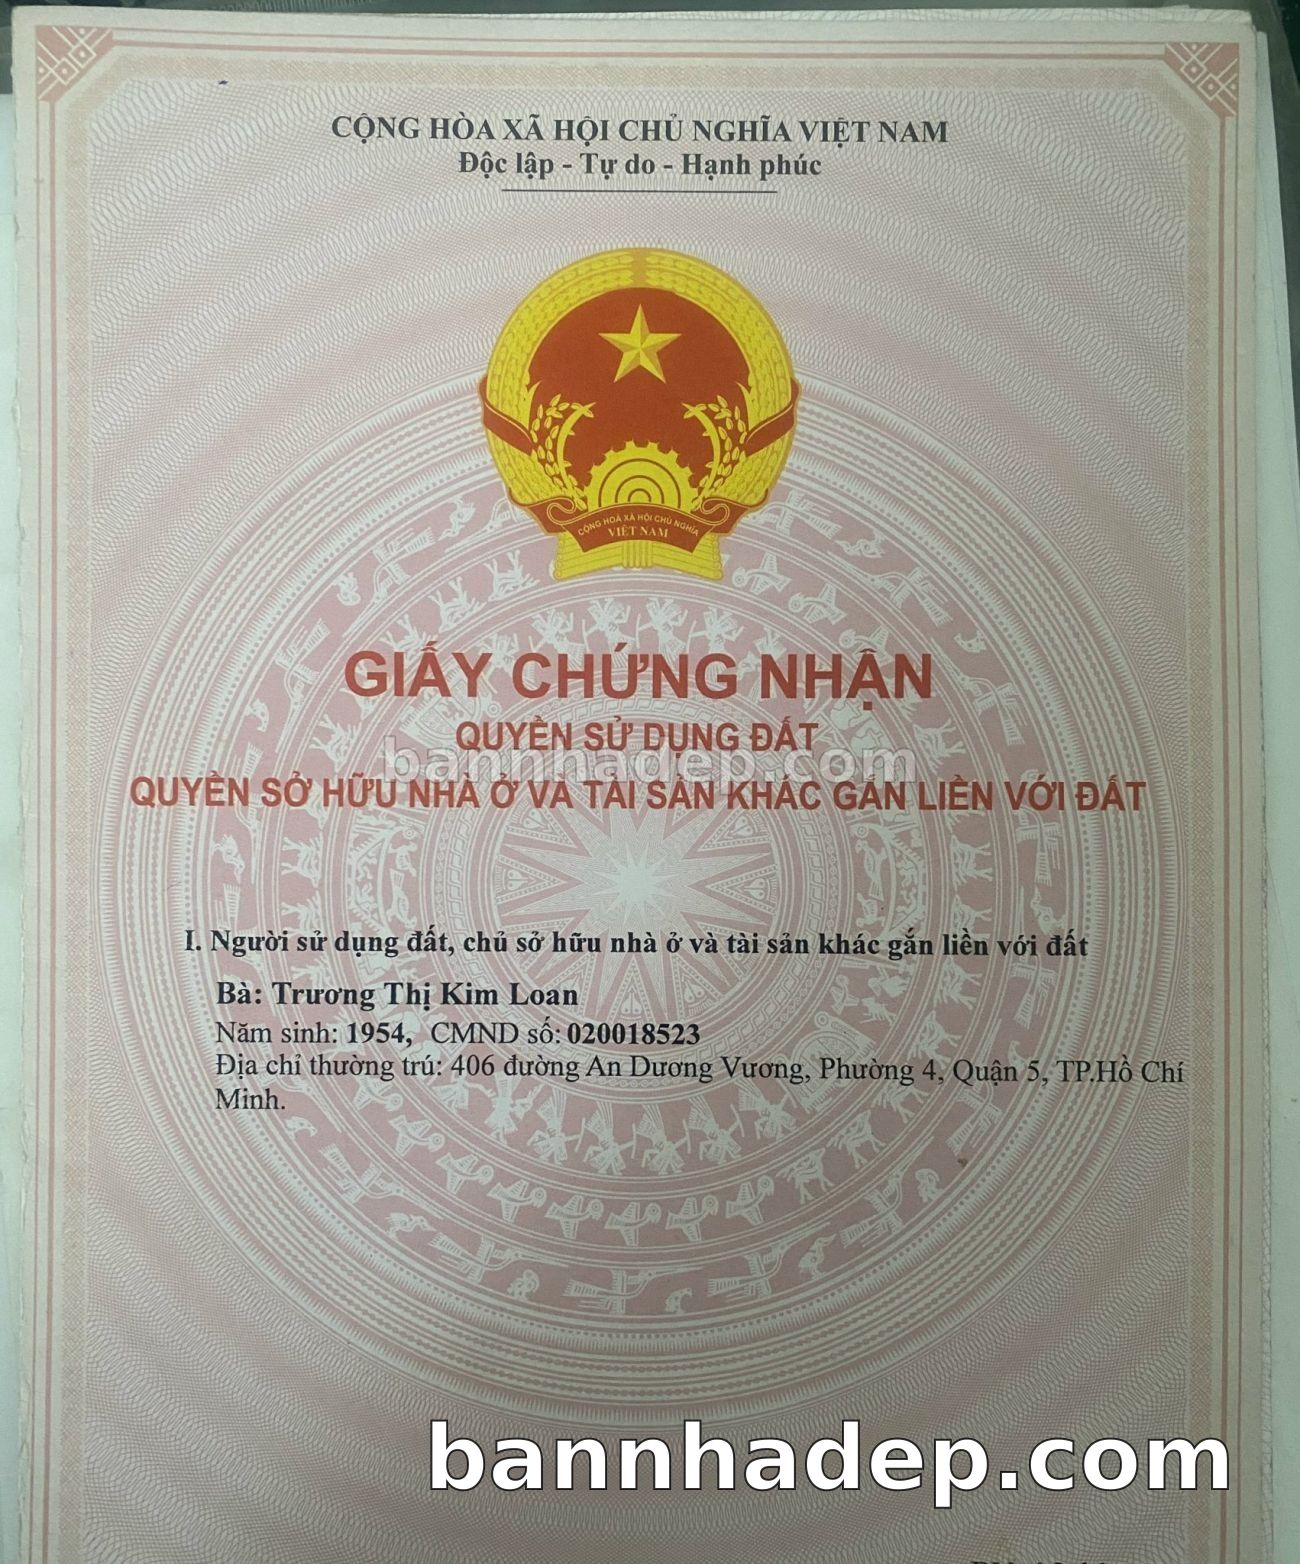 CỘNG HÒA XÃ HỘI CHỦ NGHĨA VIỆT NAM
Độc lập - Tự do - Hạnh phúc
CỘNG HOÀ XÃ HỘI CHỦ NGHĨA
VIỆT NAM
GIẤY CHỨNG NHẬN
QUYỀN SỬ DỤNG ĐẤT
bannhadep.com
QUYỀN SỞ HỮU NHÀ Ở VÀ TÀI SẢN KHÁC GẮN LIỀN VỚI ĐẤT
I. Người sử dụng đất, chủ sở hữu nhà ở và tài sản khác gắn liền với đất
Bà: Trương Thị Kim Loan
Năm sinh: 1954, CMND số: 020018523
Địa chỉ thường trú: 406 đường An Dương Vương, Phường 4, Quận 5, TP.Hồ Chí
Minh.
bannhadep.com